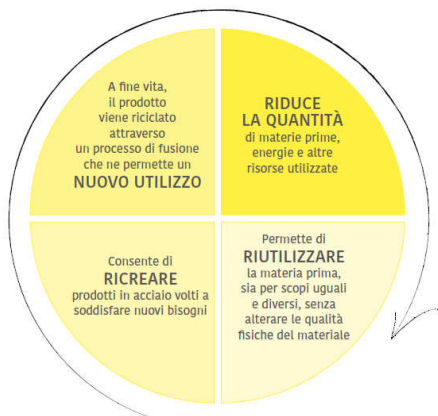 A fine vita,
il prodotto
viene riciclato
attraverso
un processo di fusione
che ne permette un
NUOVO UTILIZZO
RIDUCE
LA QUANTITÀ
di materie prime,
energie e altre
risorse utilizzate
Consente di
RICREARE
prodotti in acciaio volti a
soddisfare nuovi bisogni
Permette di
RIUTILIZZARE
la materia prima,
sia per scopi uguali
e diversi, senza
alterare le qualità
fisiche del materiale